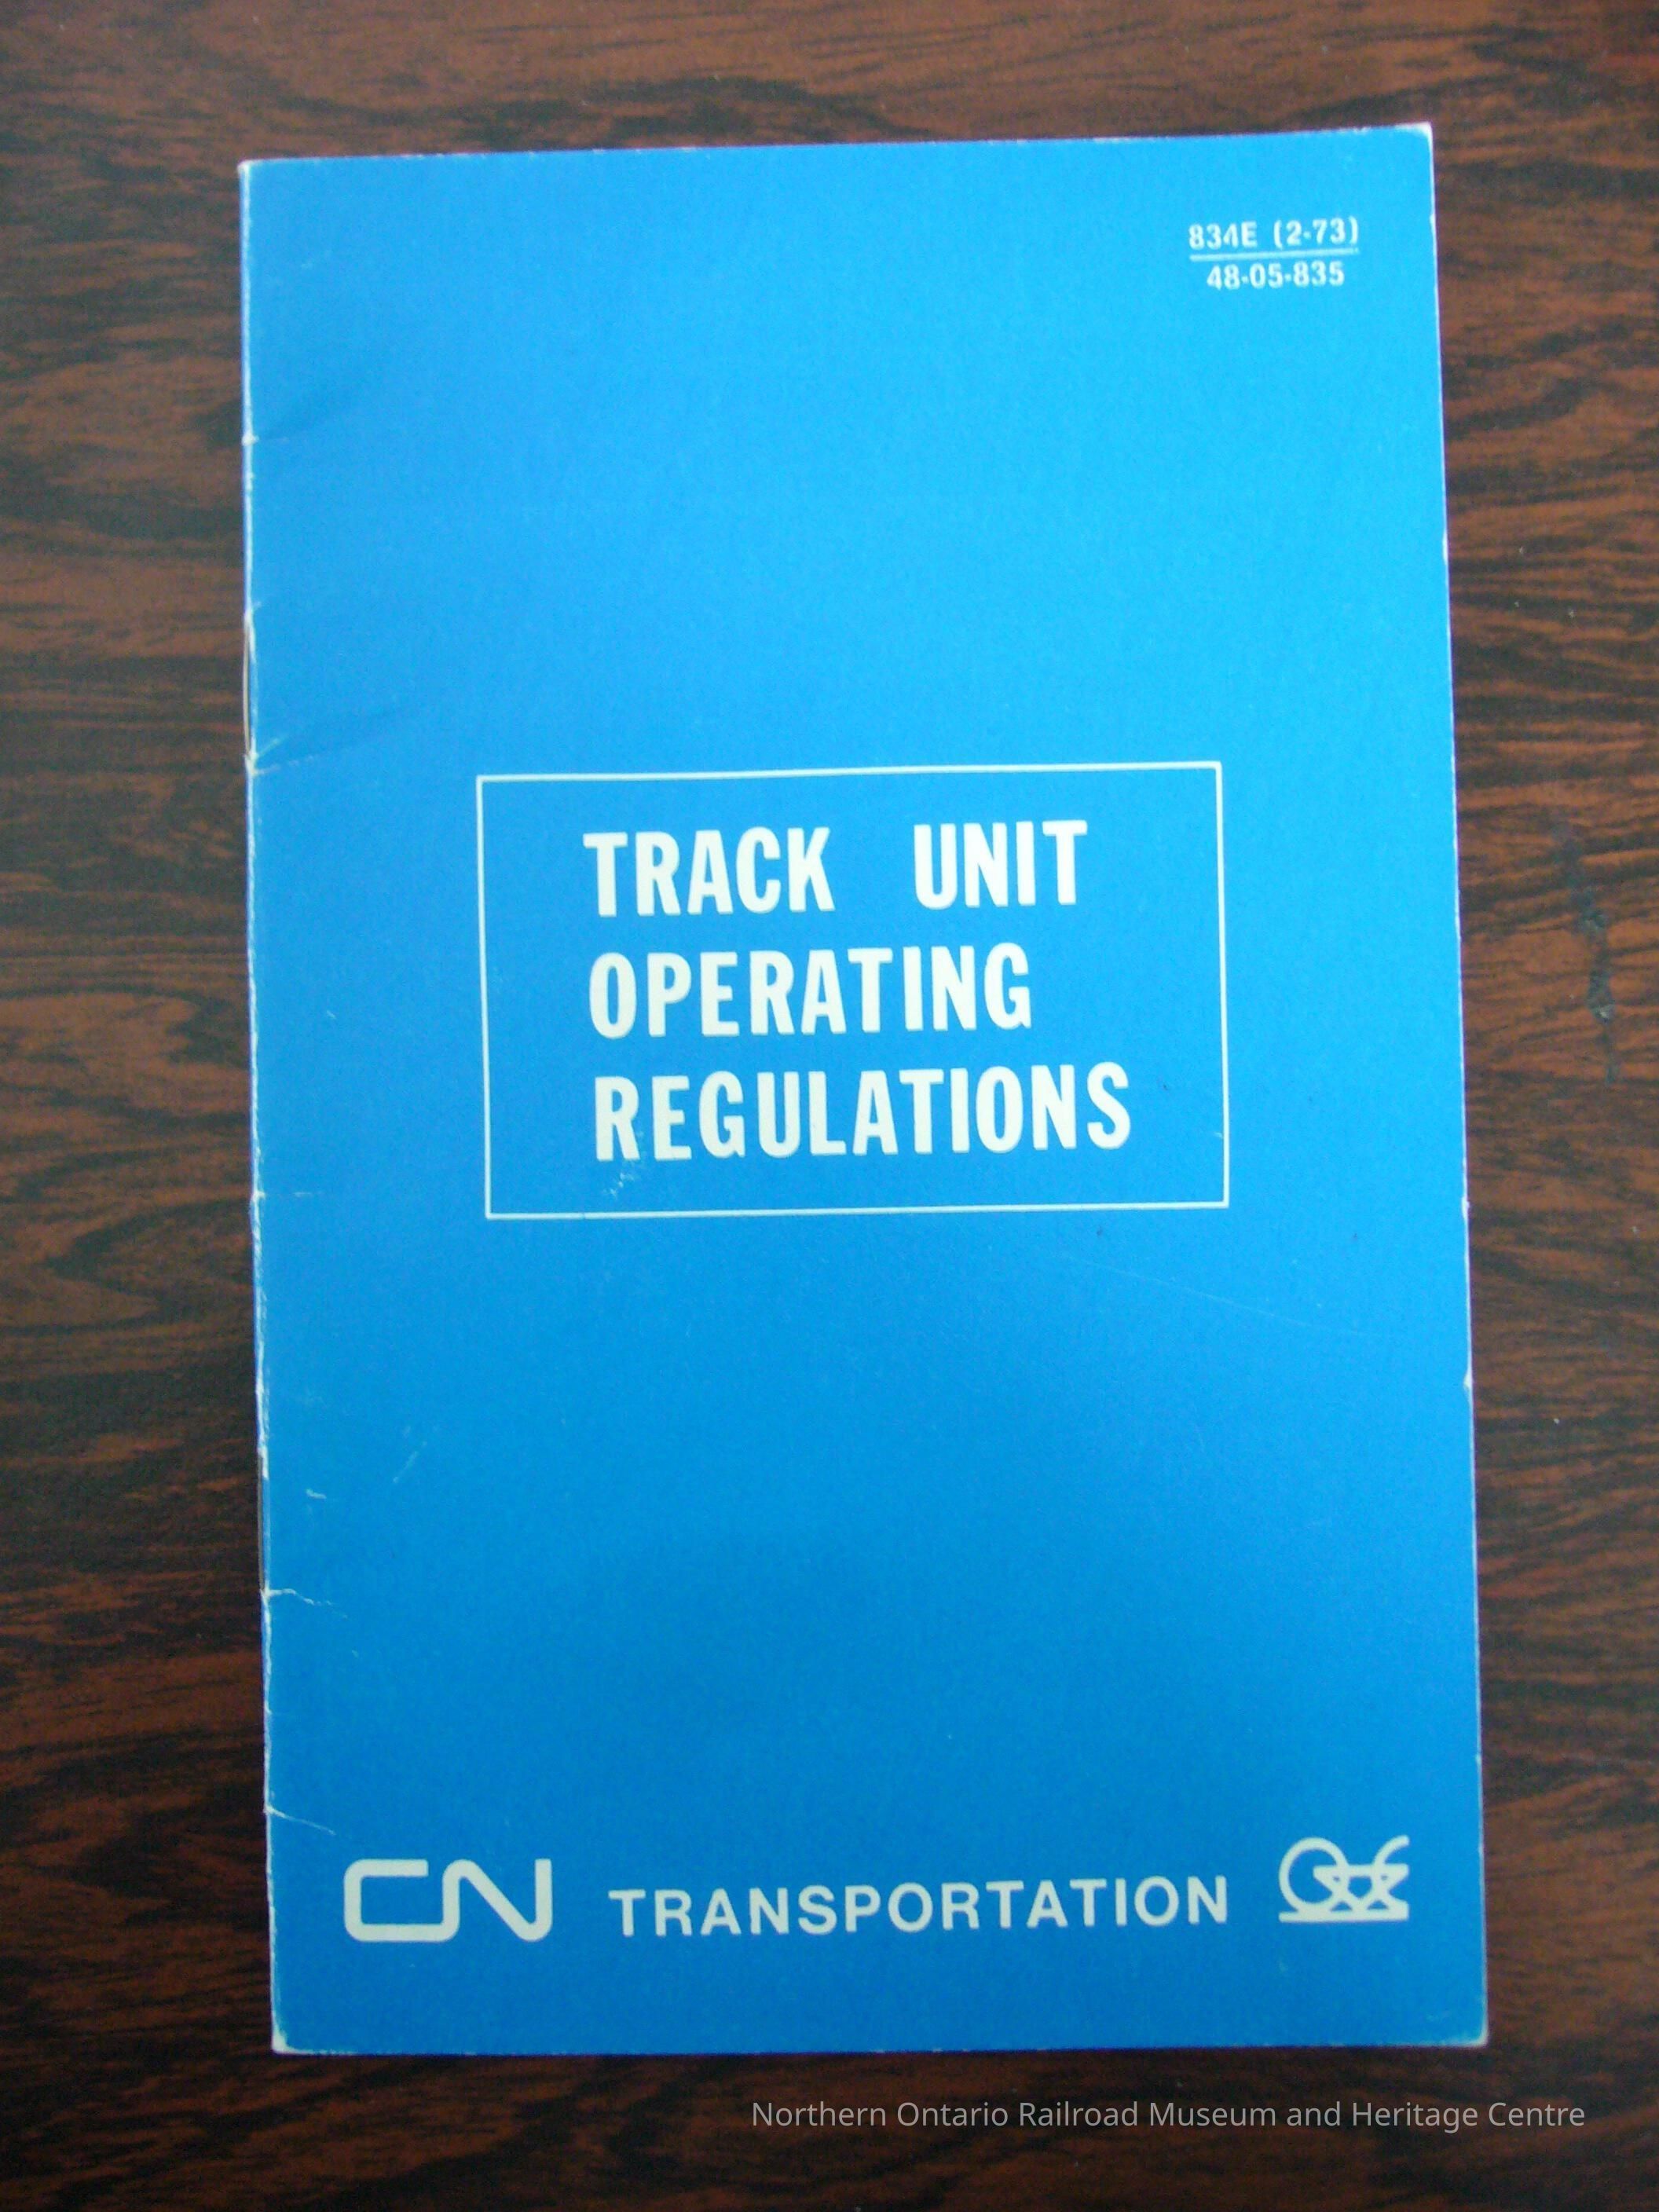 834E (2-73)
48-05-835
TRACK UNIT
OPERATING
REGULATIONS
CN TRANSPORTATION
Northern Ontario Railroad Museum and Heritage Centre